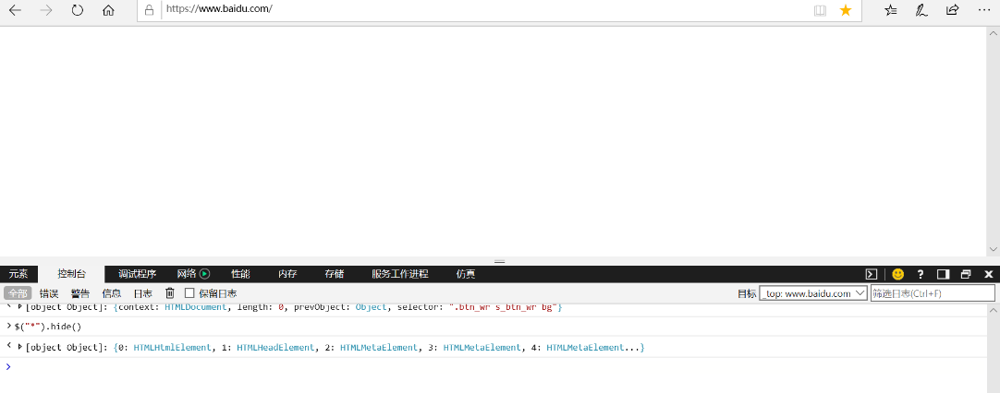 https://www.baidu.com/
元素 控制台 调试程序 网络 性能 内存 存储 服务工作进程 仿真 ?
全部 错误 警告 信息 日志 保留日志 目标 _top: www.baidu.com 筛选日志(Ctrl+F)
[object Object]: {context: HTMLDocument, length: 0, prevObject: Object, selector: ".btn_wr s_btn_wr bg"}
$("*").hide()
[object Object]: {0: HTMLHtmlElement, 1: HTMLHeadElement, 2: HTMLMetaElement, 3: HTMLMetaElement, 4: HTMLMetaElement...}